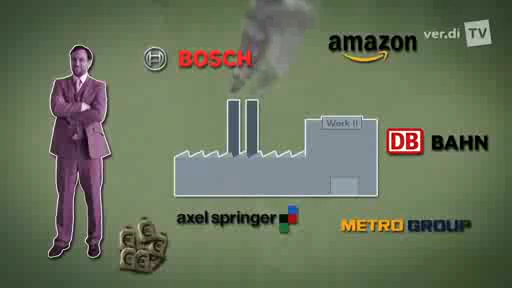 BOSCH
amazon
ver.di TV
Werk II
DB BAHN
axel springer
METRO GROUP
€ € € € €